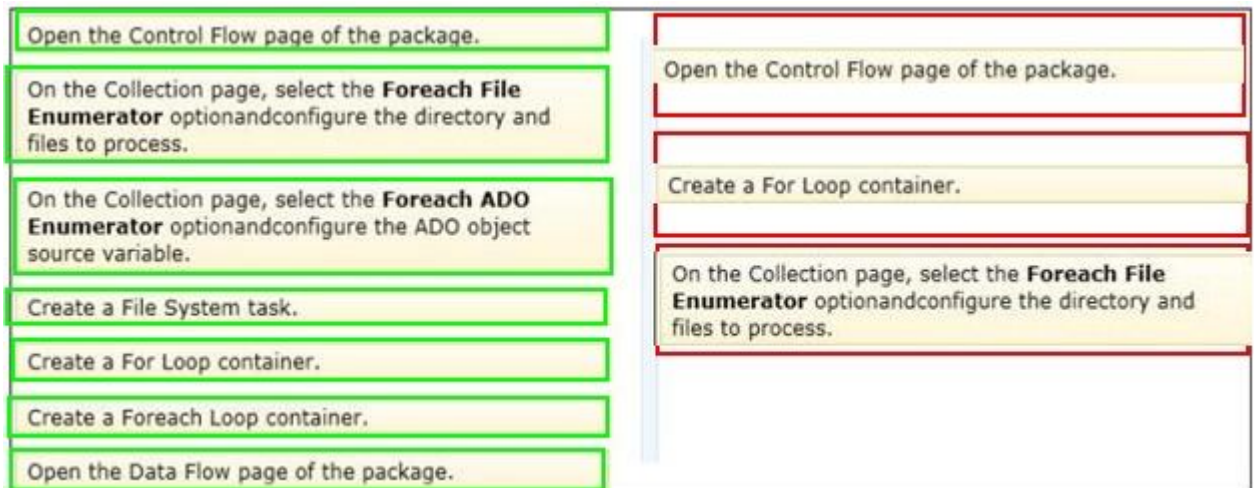 Open the Control Flow page of the package.
On the Collection page, select the Foreach File
Enumerator optionandconfigure the directory and
files to process.
On the Collection page, select the Foreach ADO
Enumerator optionandconfigure the ADO object
source variable.
Create a File System task.
Create a For Loop container.
Create a Foreach Loop container.
Open the Data Flow page of the package.
Open the Control Flow page of the package.
Create a For Loop container.
On the Collection page, select the Foreach File
Enumerator optionandconfigure the directory and
files to process.